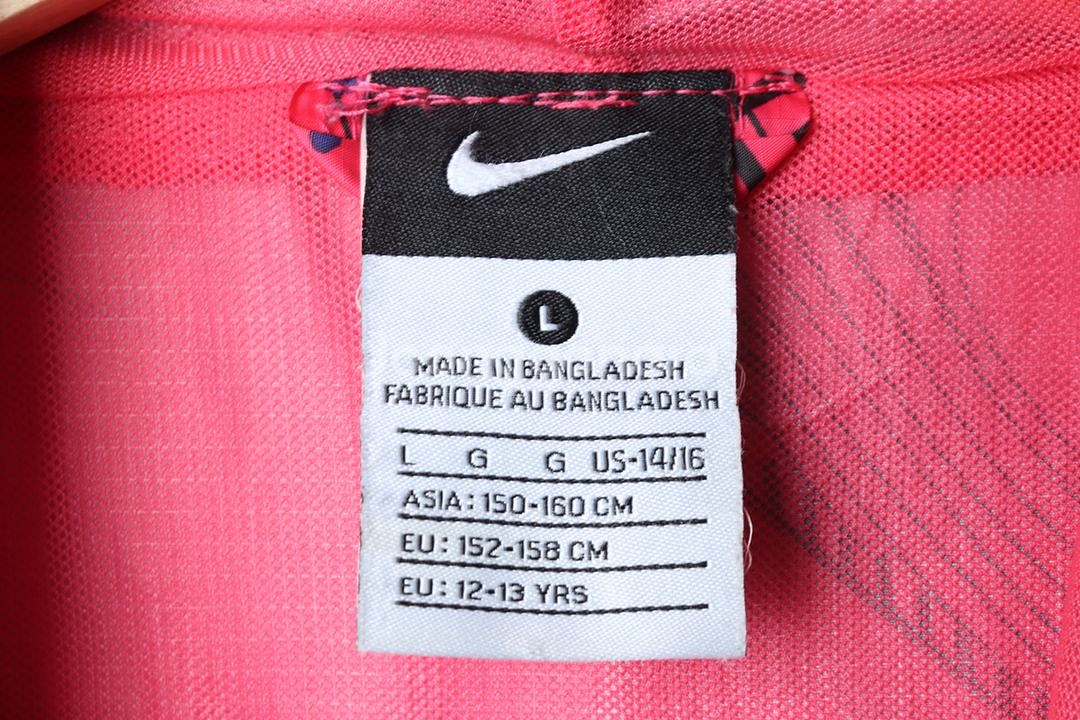 L
MADE IN BANGLADESH
FABRIQUE AU BANGLADESH
L G G US-14/16
ASIA: 150-160 CM
EU: 152-158 CM
EU: 12-13 YRS